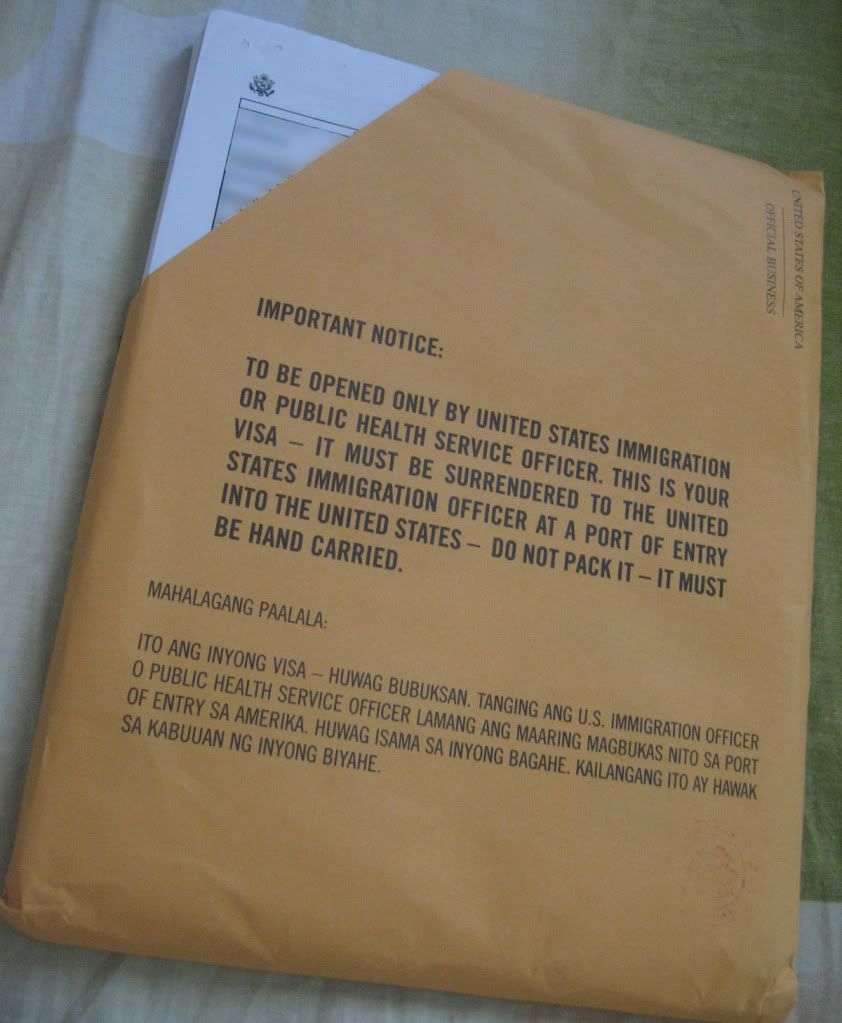 UNITED STATES OF AMERICA
OFFICIAL BUSINESS
IMPORTANT NOTICE:
TO BE OPENED ONLY BY UNITED STATES IMMIGRATION
OR PUBLIC HEALTH SERVICE OFFICER. THIS IS YOUR
VISA – IT MUST BE SURRENDERED TO THE UNITED
STATES IMMIGRATION OFFICER AT A PORT OF ENTRY
INTO THE UNITED STATES – DO NOT PACK IT – IT MUST
BE HAND CARRIED.
MAHALAGANG PAALALA:
ITO ANG INYONG VISA – HUWAG BUBUKSAN. TANGING ANG U.S. IMMIGRATION OFFICER
O PUBLIC HEALTH SERVICE OFFICER LAMANG ANG MAARING MAGBUKAS NITO SA PORT
OF ENTRY SA AMERIKA. HUWAG ISAMA SA INYONG BAGAHE. KAILANGANG ITO AY HAWAK
SA KABUUAN NG INYONG BIYAHE.